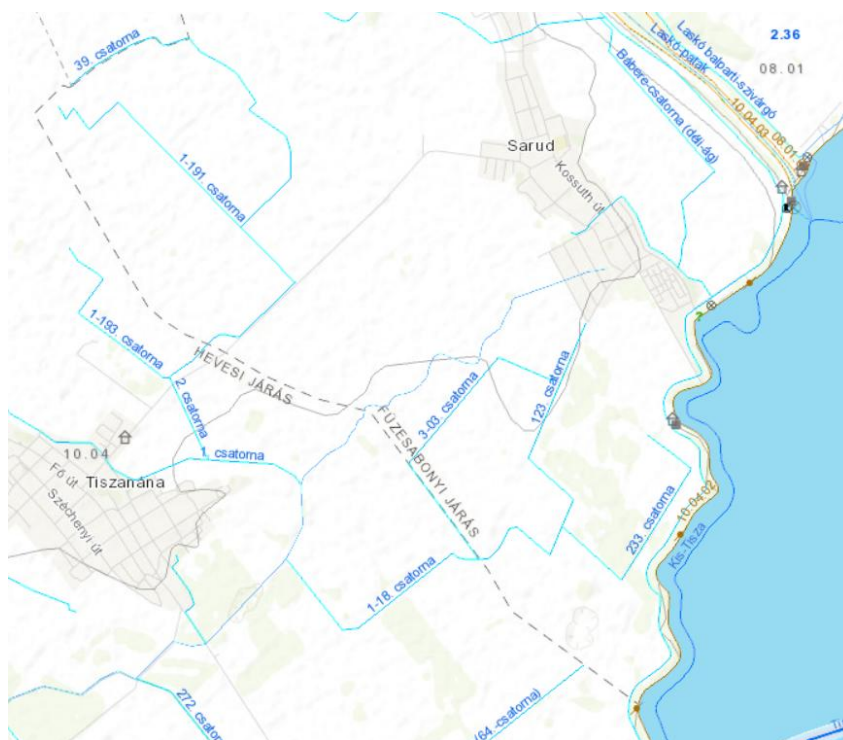 39. csatorna
2.36
08.01
Laskó balparti-szivárgó
Laskó-patak
10.04.03
08.01
Bábere-csatorna (déli-ág)
Sarud
Kossuth út
1-191. csatorna
1-193. csatorna
HEVESI JÁRÁS
2. csatorna
3-03. csatorna
123. csatorna
FÜZESABONYI JÁRÁS
10.04
1. csatorna
Tiszanána
Fő út
Széchenyi út
10.04.02
233. csatorna
Kis-Tisza
1-18. csatorna
272. csator
(64.-csatorna)